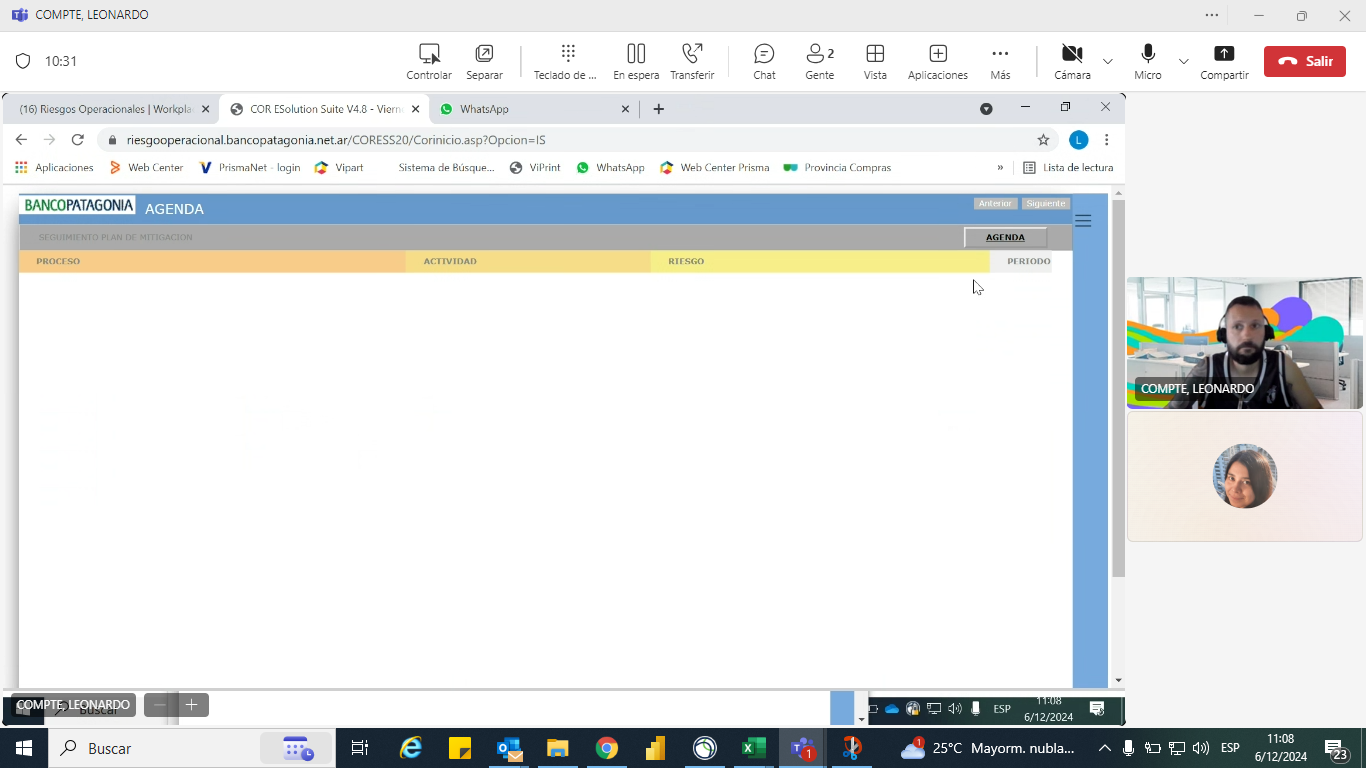 COMPTE, LEONARDO
10:31
Controlar
Separar
Teclado de ...
En espera
Transferir
Chat
2
Gente
Vista
Aplicaciones
Más
Cámara
Micro
Compartir
Salir
(16) Riesgos Operacionales | Workpla
COR ESolution Suite V4.8 - Viern
WhatsApp
riesgooperacional.bancopatagonia.net.ar/CORESS20/Corinicio.asp?Opcion=IS
L
Aplicaciones
Web Center
PrismaNet - login
Vipart
Sistema de Búsque...
ViPrint
WhatsApp
Web Center Prisma
Provincia Compras
»
Lista de lectura
BANCOPATAGONIA
AGENDA
Anterior
Siguiente
SEGUIMIENTO PLAN DE MITIGACION
AGENDA
PROCESO
ACTIVIDAD
RIESGO
PERIODO
COMPTE, LEONARDO
COMPTE, LEONARDO
Buscar
ESP
11:08
6/12/2024
Buscar
1
1
25°C Mayorm. nubla...
ESP
11:08
6/12/2024
23